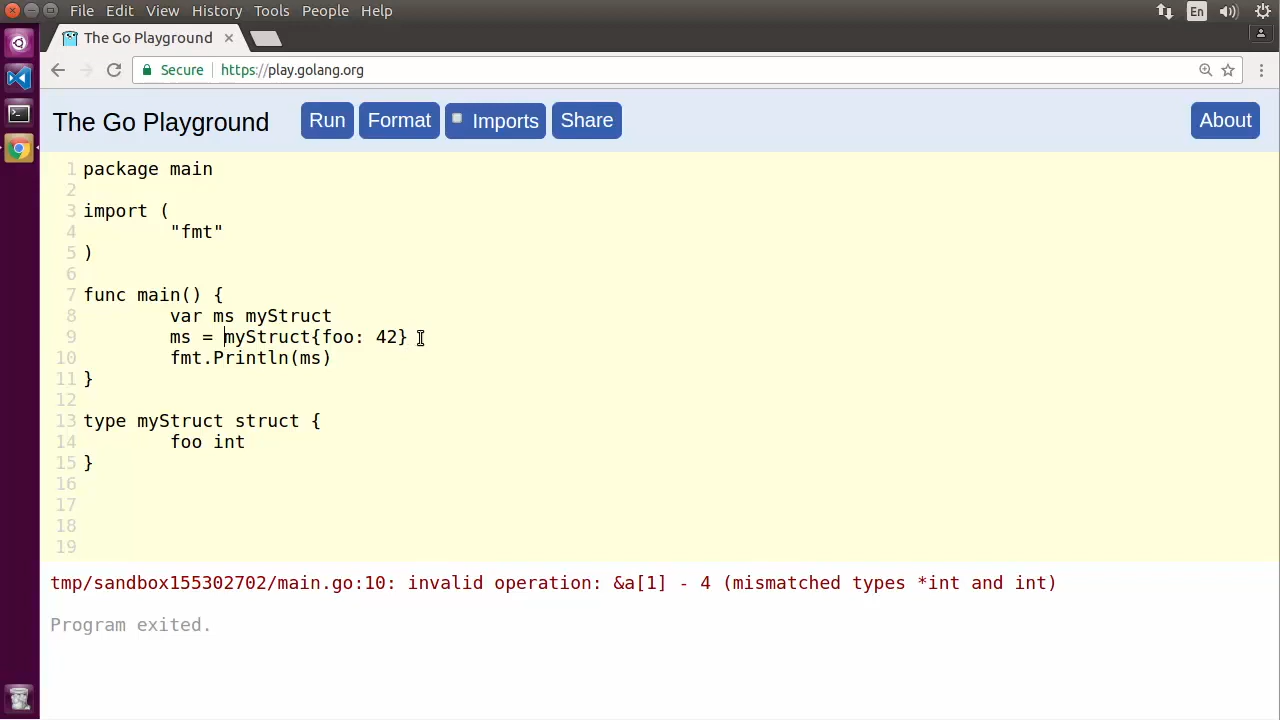 File Edit View History Tools People Help
En
The Go Playground
Secure https://play.golang.org
The Go Playground Run Format Imports Share About
1 package main
2
3 import (
4 "fmt"
5 )
6
7 func main() {
8 var ms myStruct
9 ms = myStruct{foo: 42}
10 fmt.Println(ms)
11 }
12
13 type myStruct struct {
14 foo int
15 }
16
17
18
19
tmp/sandbox155302702/main.go:10: invalid operation: &a[1] - 4 (mismatched types *int and int)
Program exited.